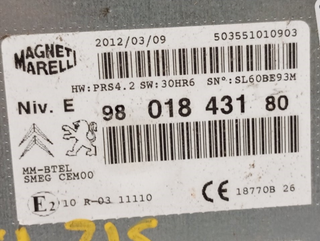 MAGNETI MARELLI
2012/03/09 503551010903
HW:PRS4.2 SW:30HR6 SN°:SL60BE93M
Niv. E 98 018 431 80
MM-BTEL
SMEG CEM00
E2 10 R-03 11110 CE 18770B 26